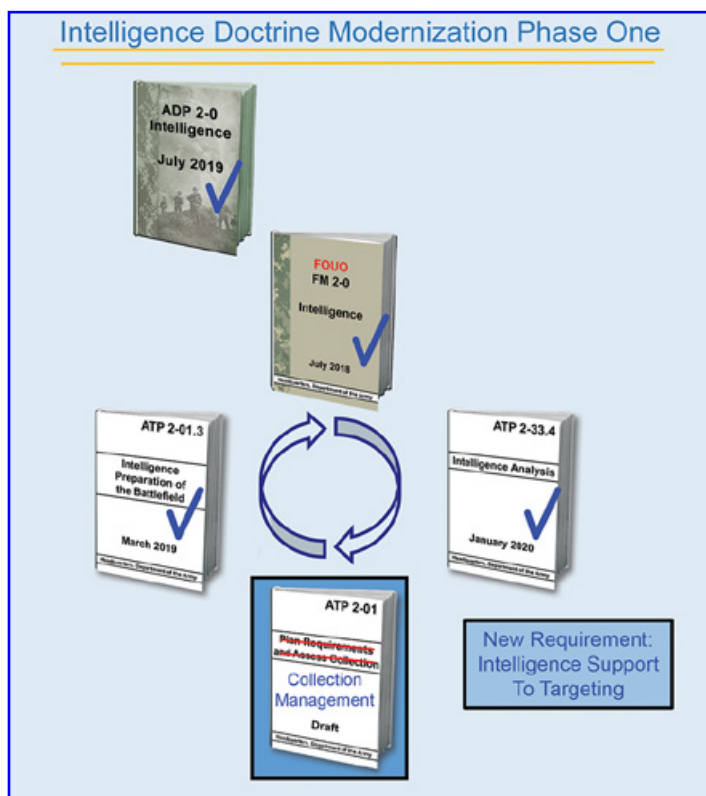 Intelligence Doctrine Modernization Phase One
ADP 2-0
Intelligence
July 2019
FOUO
FM 2-0
Intelligence
July 2018
Headquarters, Department of the Army
ATP 2-01.3
Intelligence
Preparation of
the Battlefield
March 2019
Headquarters, Department of the Army
ATP 2-33.4
Intelligence Analysis
January 2020
Headquarters, Department of the Army
ATP 2-01
Plan Requirements
and Assess Collection
Collection
Management
Draft
Headquarters, Department of the Army
New Requirement:
Intelligence Support
To Targeting